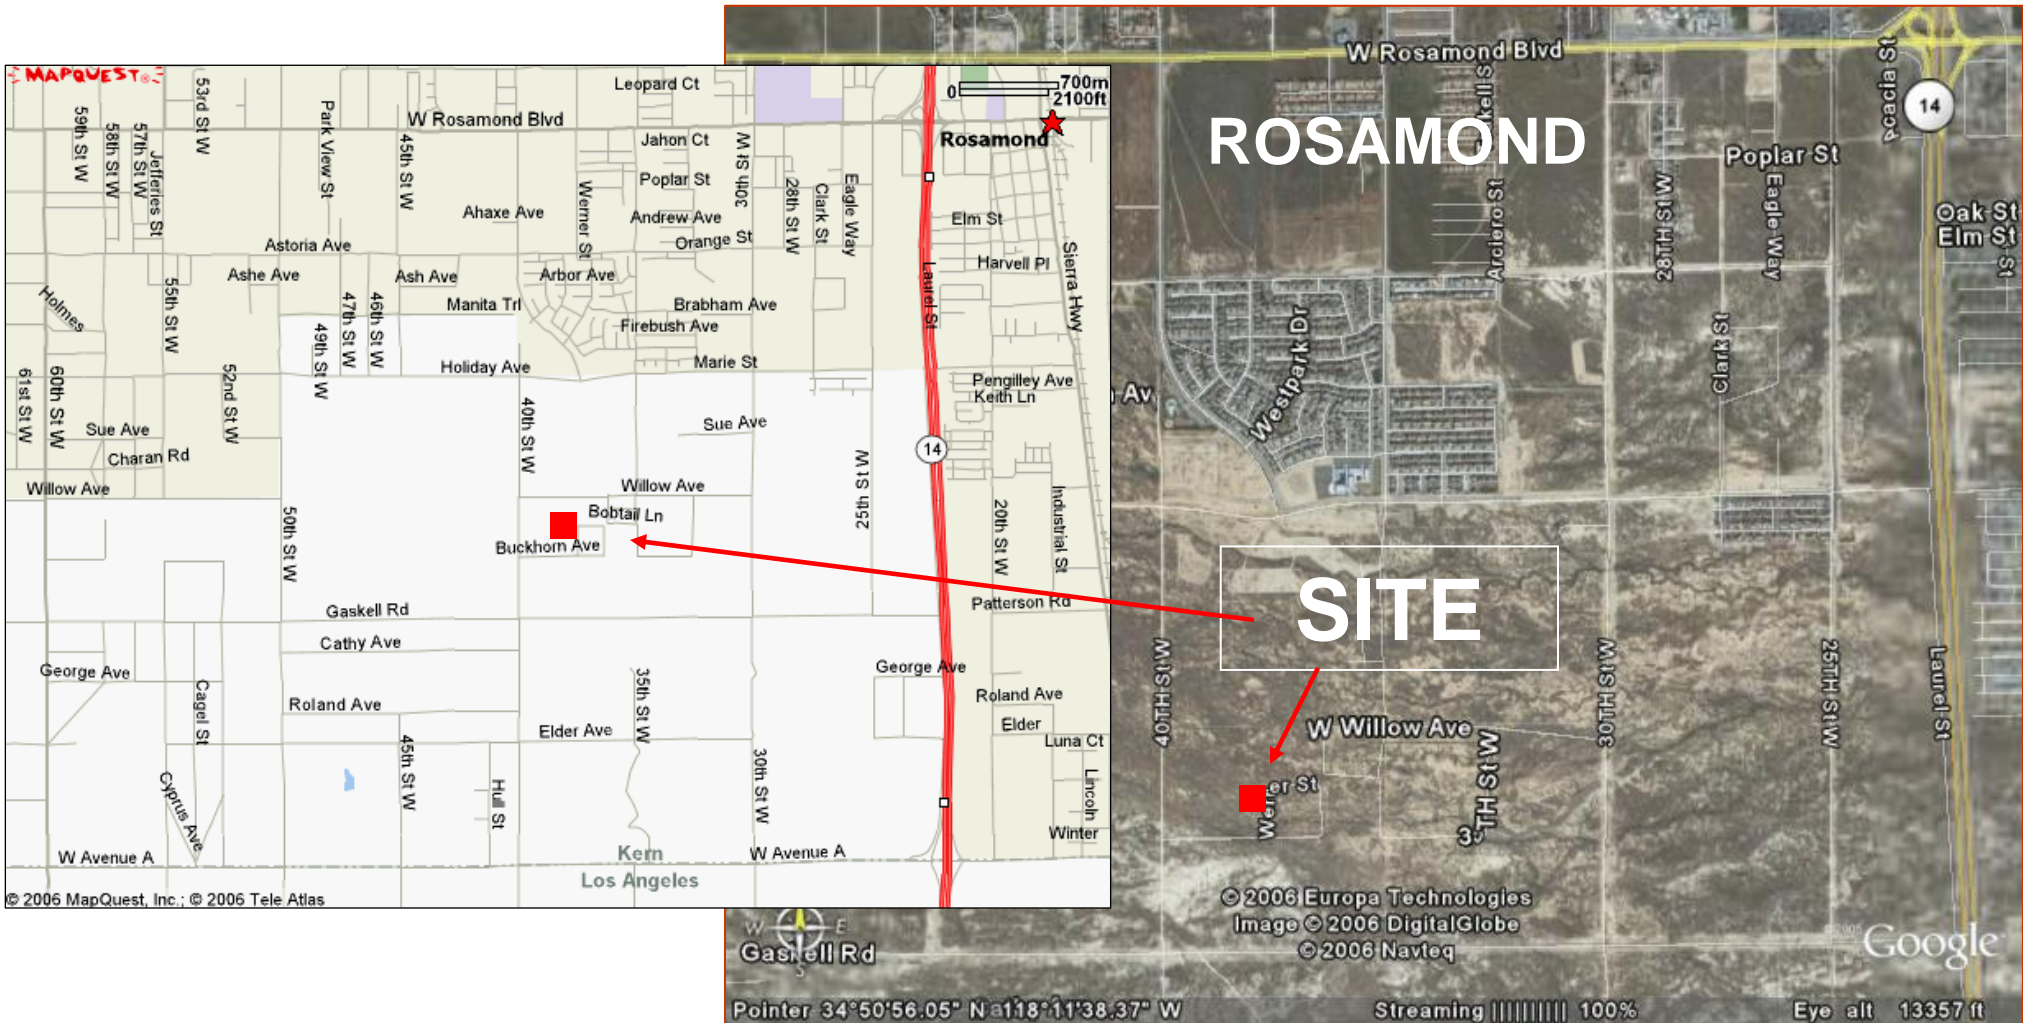 MAPQUEST
Leopard Ct
0
700m
2100ft
W Rosamond Blvd
Rosamond
59th St W
58th St W
57th St W
Jefferies St
53rd St W
Park View St
45th St W
Jahon Ct
30th St W
Poplar St
Werner St
28th St W
Clark St
Eagle Way
Ahaxe Ave
Andrew Ave
Elm St
Orange St
Astoria Ave
Sierra Hwy
Harvell Pl
Ashe Ave
Ash Ave
Arbor Ave
Laurel St
Holmes
55th St W
47th St W
46th St W
49th St W
Manita Trl
Brabham Ave
Firebush Ave
Holiday Ave
Marie St
61st St W
60th St W
52nd St W
Pengilley Ave
Keith Ln
40th St W
Sue Ave
Sue Ave
Charan Rd
14
25th St W
Willow Ave
Willow Ave
50th St W
Bobtail Ln
20th St W
Industrial St
Buckhorn Ave
Gaskell Rd
Patterson Rd
Cathy Ave
George Ave
George Ave
Cagel St
35th St W
Roland Ave
Roland Ave
Elder Ave
Elder
45th St W
Luna Ct
Cyprus Ave
Hull St
30th St W
Lincoln
Winter
W Avenue A
Kern
W Avenue A
Los Angeles
© 2006 MapQuest, Inc.; © 2006 Tele Atlas
W Rosamond Blvd
14
ROSAMOND
Poplar St
28TH St W
Eagle Way
Oak St
Elm St
St
Westpark Dr
Clark St
Av
SITE
40TH St W
30TH St W
25TH St W
Laurel St
W Willow Ave
TH St W
er St
© 2006 Europa Technologies
Image © 2006 DigitalGlobe
© 2006 Navteq
W
E
S
Gaskell Rd
Google
Pointer 34°50'56.05" N 118°11'38.37" W
Streaming |||||||||| 100%
Eye alt 13357 ft